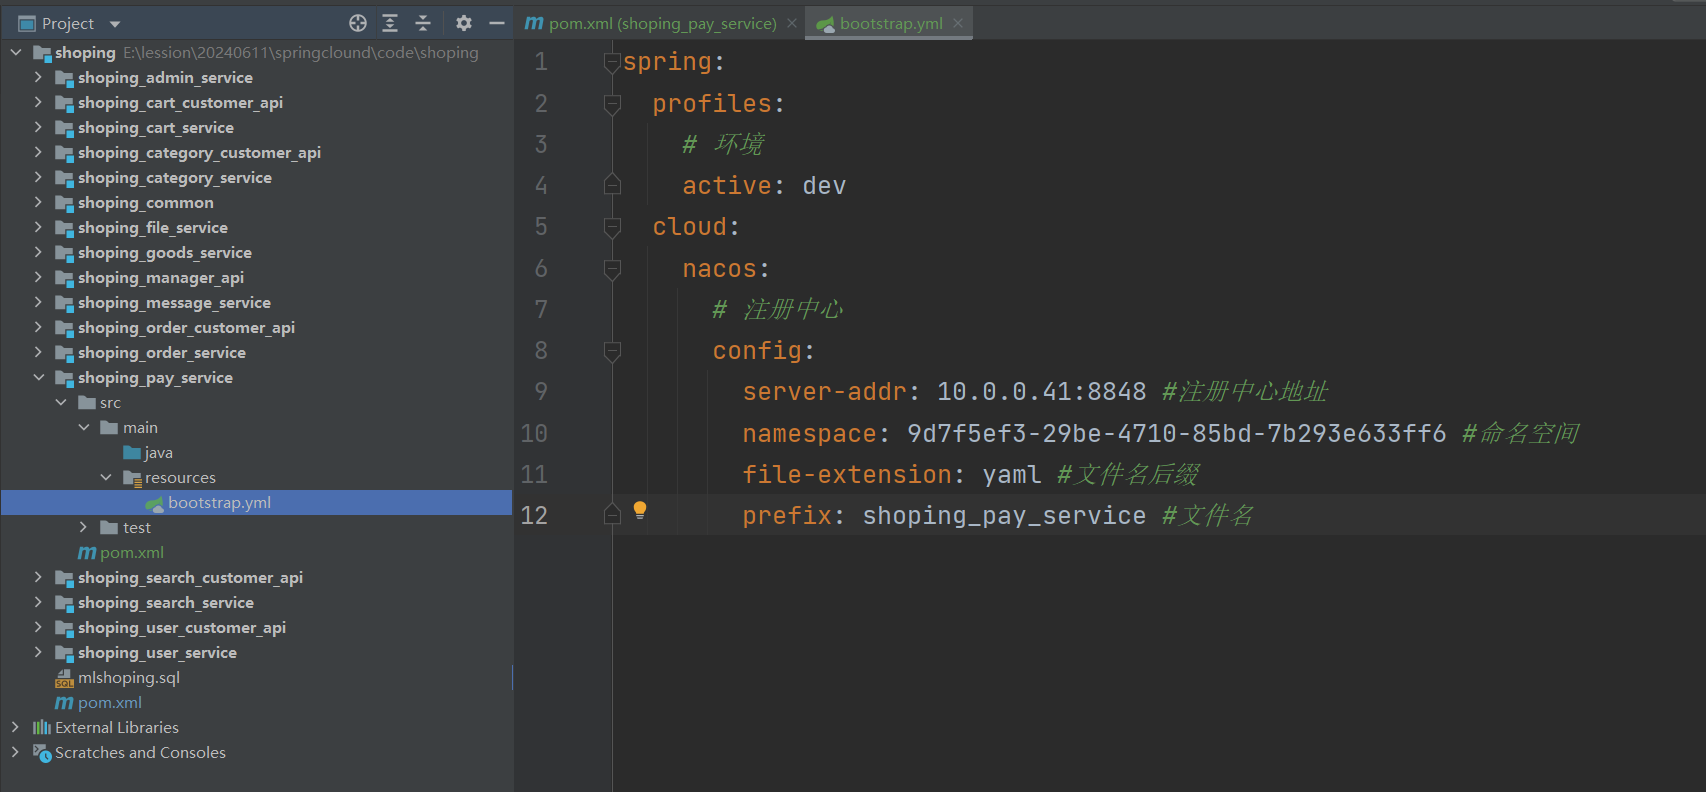 Project
pom.xml (shoping_pay_service)
bootstrap.yml
shoping E:\lession\20240611\springclound\code\shoping
shoping_admin_service
shoping_cart_customer_api
shoping_cart_service
shoping_category_customer_api
shoping_category_service
shoping_common
shoping_file_service
shoping_goods_service
shoping_manager_api
shoping_message_service
shoping_order_customer_api
shoping_order_service
shoping_pay_service
src
main
java
resources
bootstrap.yml
test
pom.xml
shoping_search_customer_api
shoping_search_service
shoping_user_customer_api
shoping_user_service
mlshoping.sql
pom.xml
External Libraries
Scratches and Consoles
1 spring:
2 profiles:
3 # 环境
4 active: dev
5 cloud:
6 nacos:
7 # 注册中心
8 config:
9 server-addr: 10.0.0.41:8848 #注册中心地址
10 namespace: 9d7f5ef3-29be-4710-85bd-7b293e633ff6 #命名空间
11 file-extension: yaml #文件名后缀
12 prefix: shoping_pay_service #文件名